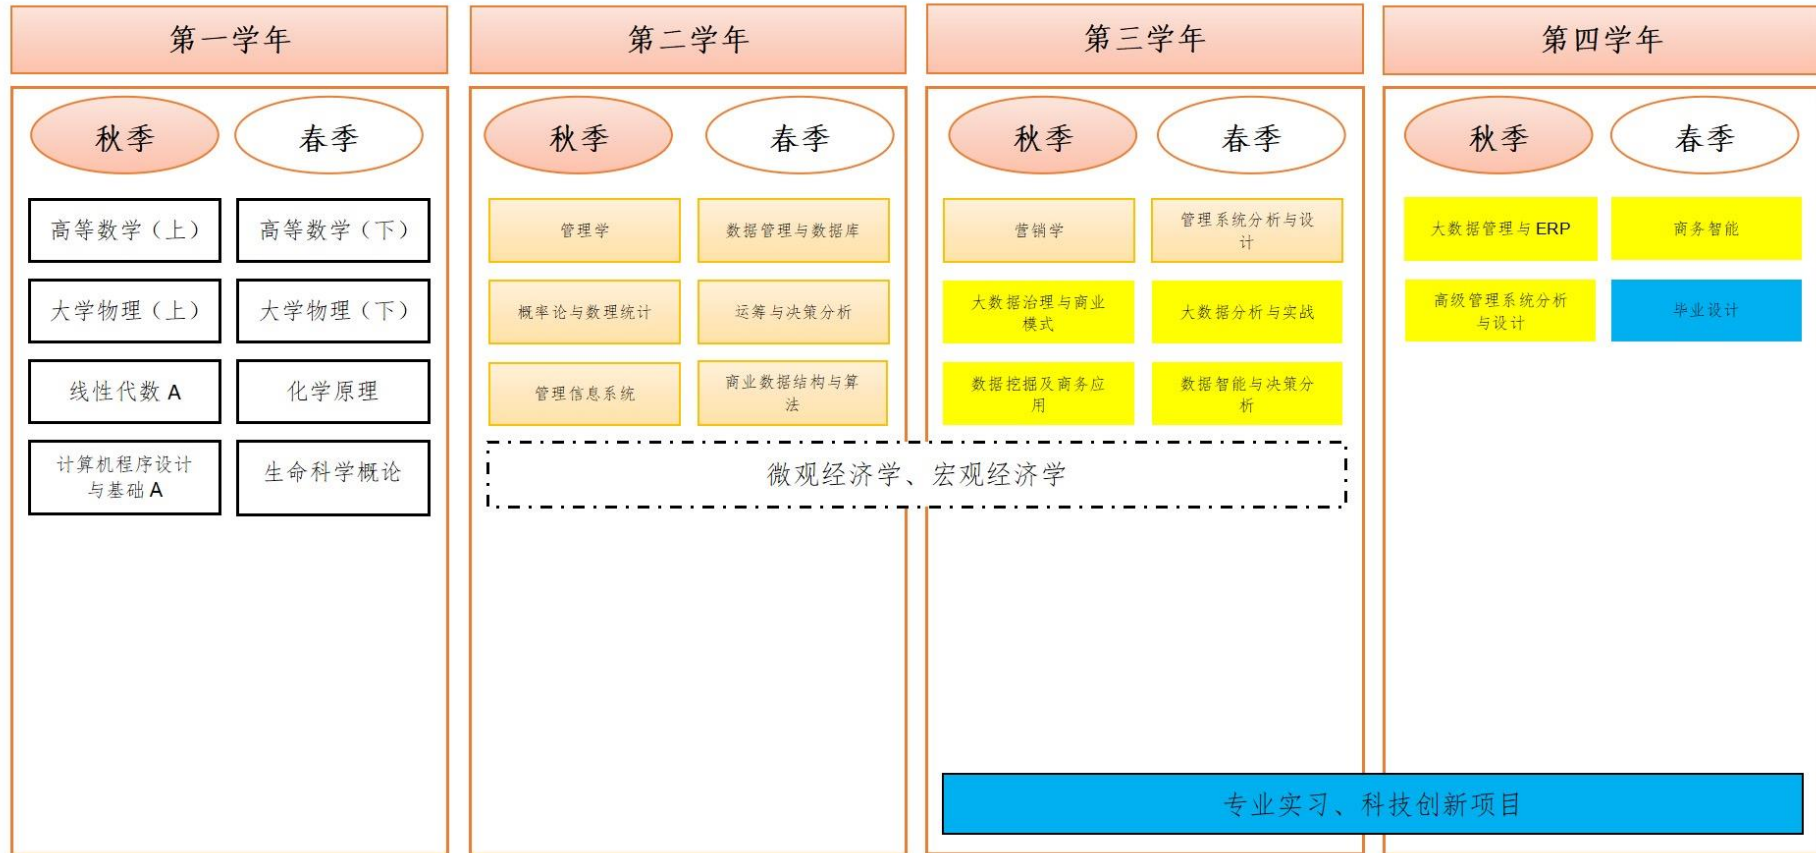 第一学年
第二学年
第三学年
第四学年
秋季
春季
秋季
春季
秋季
春季
秋季
春季
高等数学（上）
高等数学（下）
管理学
数据管理与数据库
营销学
管理系统分析与设
计
大数据管理与 ERP
商务智能
大学物理（上）
大学物理（下）
概率论与数理统计
运筹与决策分析
大数据治理与商业
模式
大数据分析与实战
高级管理系统分析
与设计
毕业设计
线性代数 A
化学原理
管理信息系统
商业数据结构与算
法
数据挖掘及商务应
用
数据智能与决策分
析
计算机程序设计
与基础 A
生命科学概论
微观经济学、宏观经济学
专业实习、科技创新项目